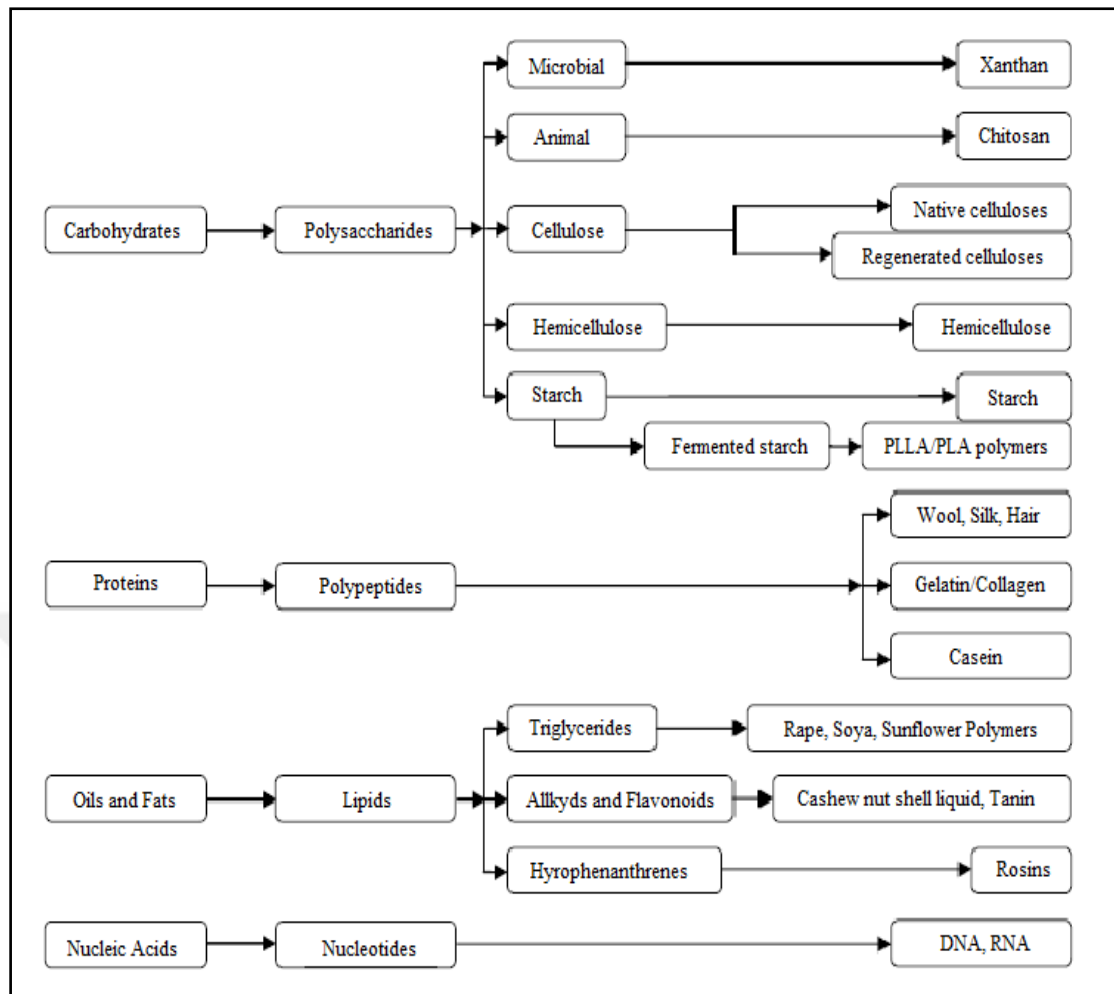 Microbial
Xanthan
Animal
Chitosan
Carbohydrates
Polysaccharides
Cellulose
Native celluloses
Regenerated celluloses
Hemicellulose
Hemicellulose
Starch
Starch
Fermented starch
PLLA/PLA polymers
Wool, Silk, Hair
Proteins
Polypeptides
Gelatin/Collagen
Casein
Triglycerides
Rape, Soya, Sunflower Polymers
Oils and Fats
Lipids
Allkyds and Flavonoids
Cashew nut shell liquid, Tanin
Hyrophenanthrenes
Rosins
Nucleic Acids
Nucleotides
DNA, RNA